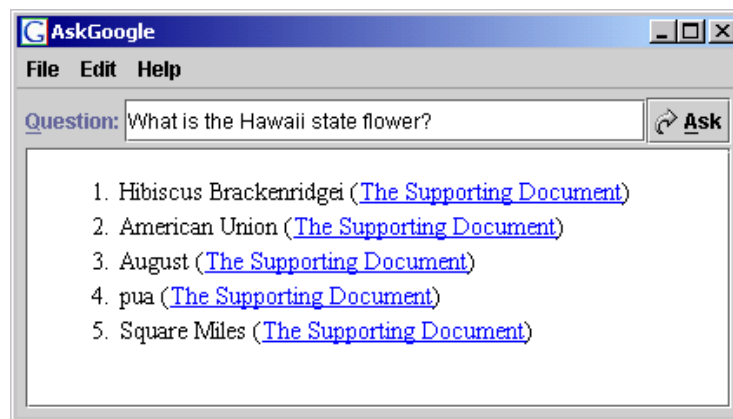 G AskGoogle
File Edit Help
Question: What is the Hawaii state flower? Ask
1. Hibiscus Brackenridgei (The Supporting Document)
2. American Union (The Supporting Document)
3. August (The Supporting Document)
4. pua (The Supporting Document)
5. Square Miles (The Supporting Document)